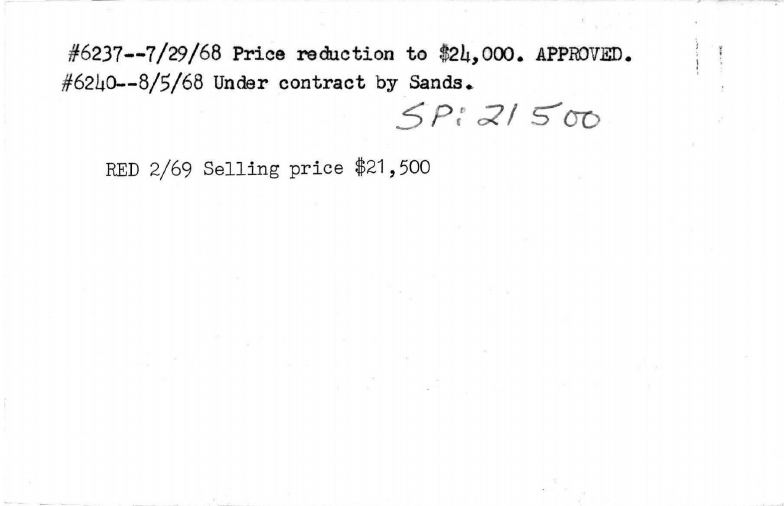 #6237--7/29/68 Price reduction to $24,000. APPROVED.
#6240--8/5/68 Under contract by Sands.
SP: 21500
RED 2/69 Selling price $21,500